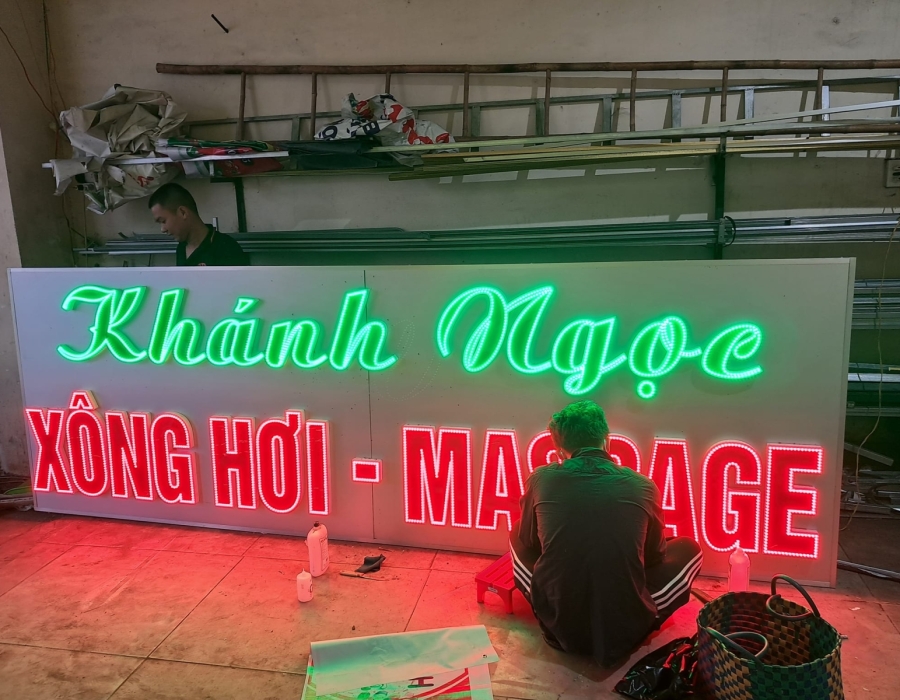 Khánh Ngọc
XÔNG HƠI - MASSAGE